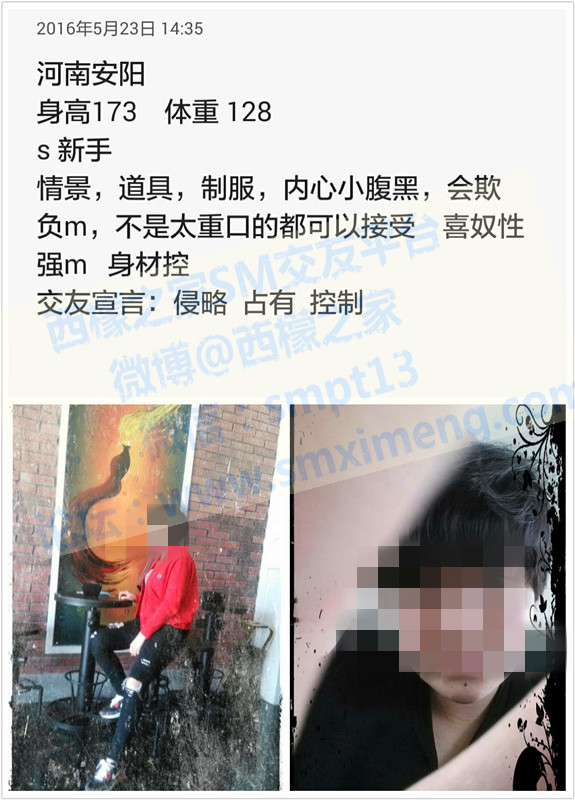 2016年5月23日 14:35
河南安阳
身高173 体重 128
s 新手
情景，道具，制服，内心小腹黑，会欺
负m，不是太重口的都可以接受 喜奴性
强m 身材控
交友宣言：侵略 占有 控制
西檬之家SM交友平台
微博@西檬之家
微信：smpt13
论坛：www.smximeng.com